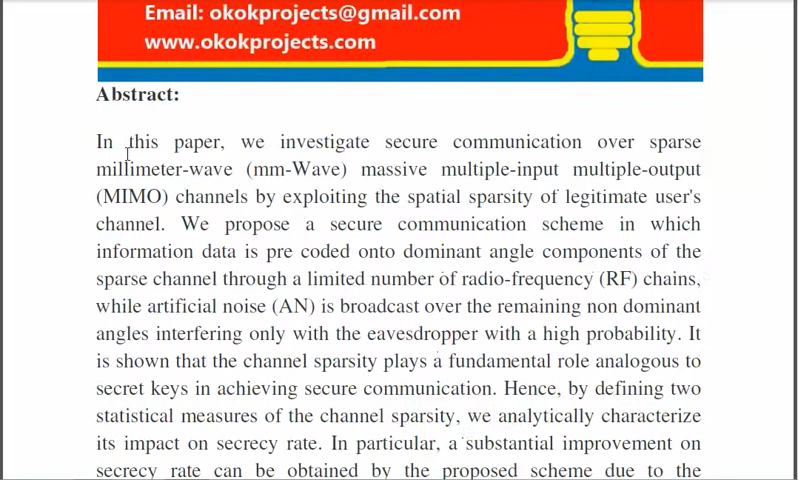 Email: okokprojects@gmail.com
www.okokprojects.com
Abstract:
In this paper, we investigate secure communication over sparse
millimeter-wave (mm-Wave) massive multiple-input multiple-output
(MIMO) channels by exploiting the spatial sparsity of legitimate user's
channel. We propose a secure communication scheme in which
information data is pre coded onto dominant angle components of the
sparse channel through a limited number of radio-frequency (RF) chains,
while artificial noise (AN) is broadcast over the remaining non dominant
angles interfering only with the eavesdropper with a high probability. It
is shown that the channel sparsity plays a fundamental role analogous to
secret keys in achieving secure communication. Hence, by defining two
statistical measures of the channel sparsity, we analytically characterize
its impact on secrecy rate. In particular, a substantial improvement on
secrecy rate can be obtained by the proposed scheme due to the